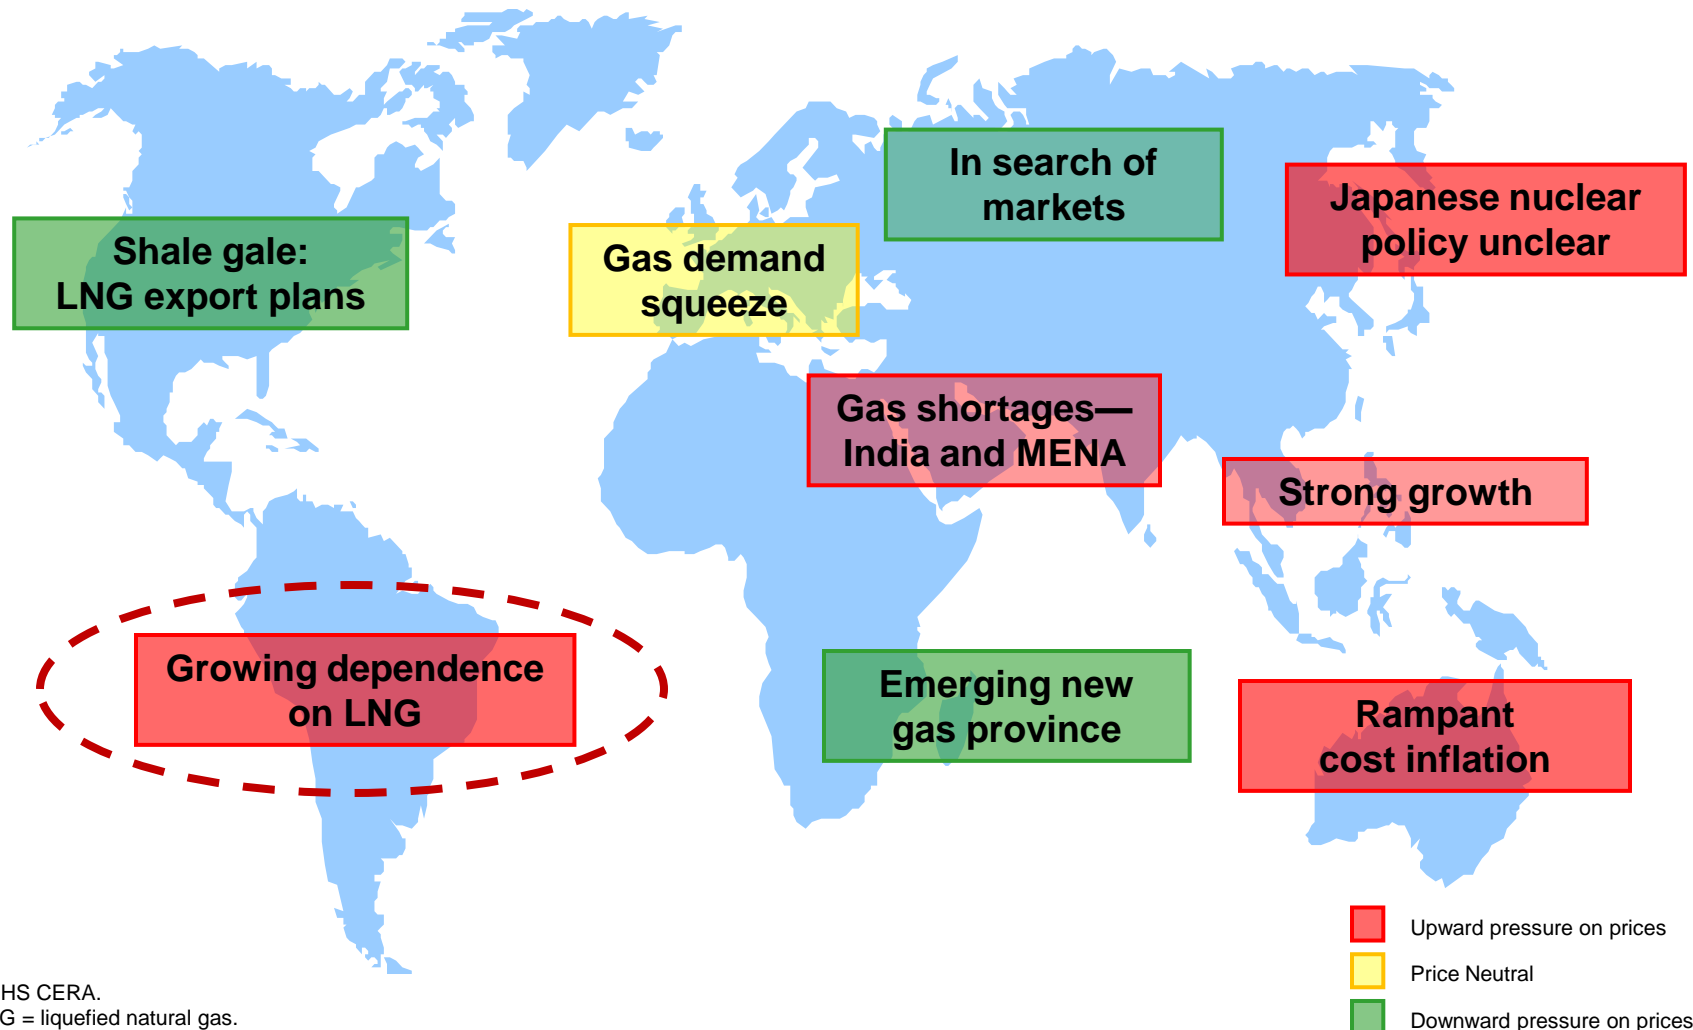 In search of
markets
Japanese nuclear
policy unclear
Shale gale:
LNG export plans
Gas demand
squeeze
Gas shortages—
India and MENA
Strong growth
Growing dependence
on LNG
Emerging new
gas province
Rampant
cost inflation
Upward pressure on prices
Price Neutral
Downward pressure on prices
HS CERA.
G = liquefied natural gas.